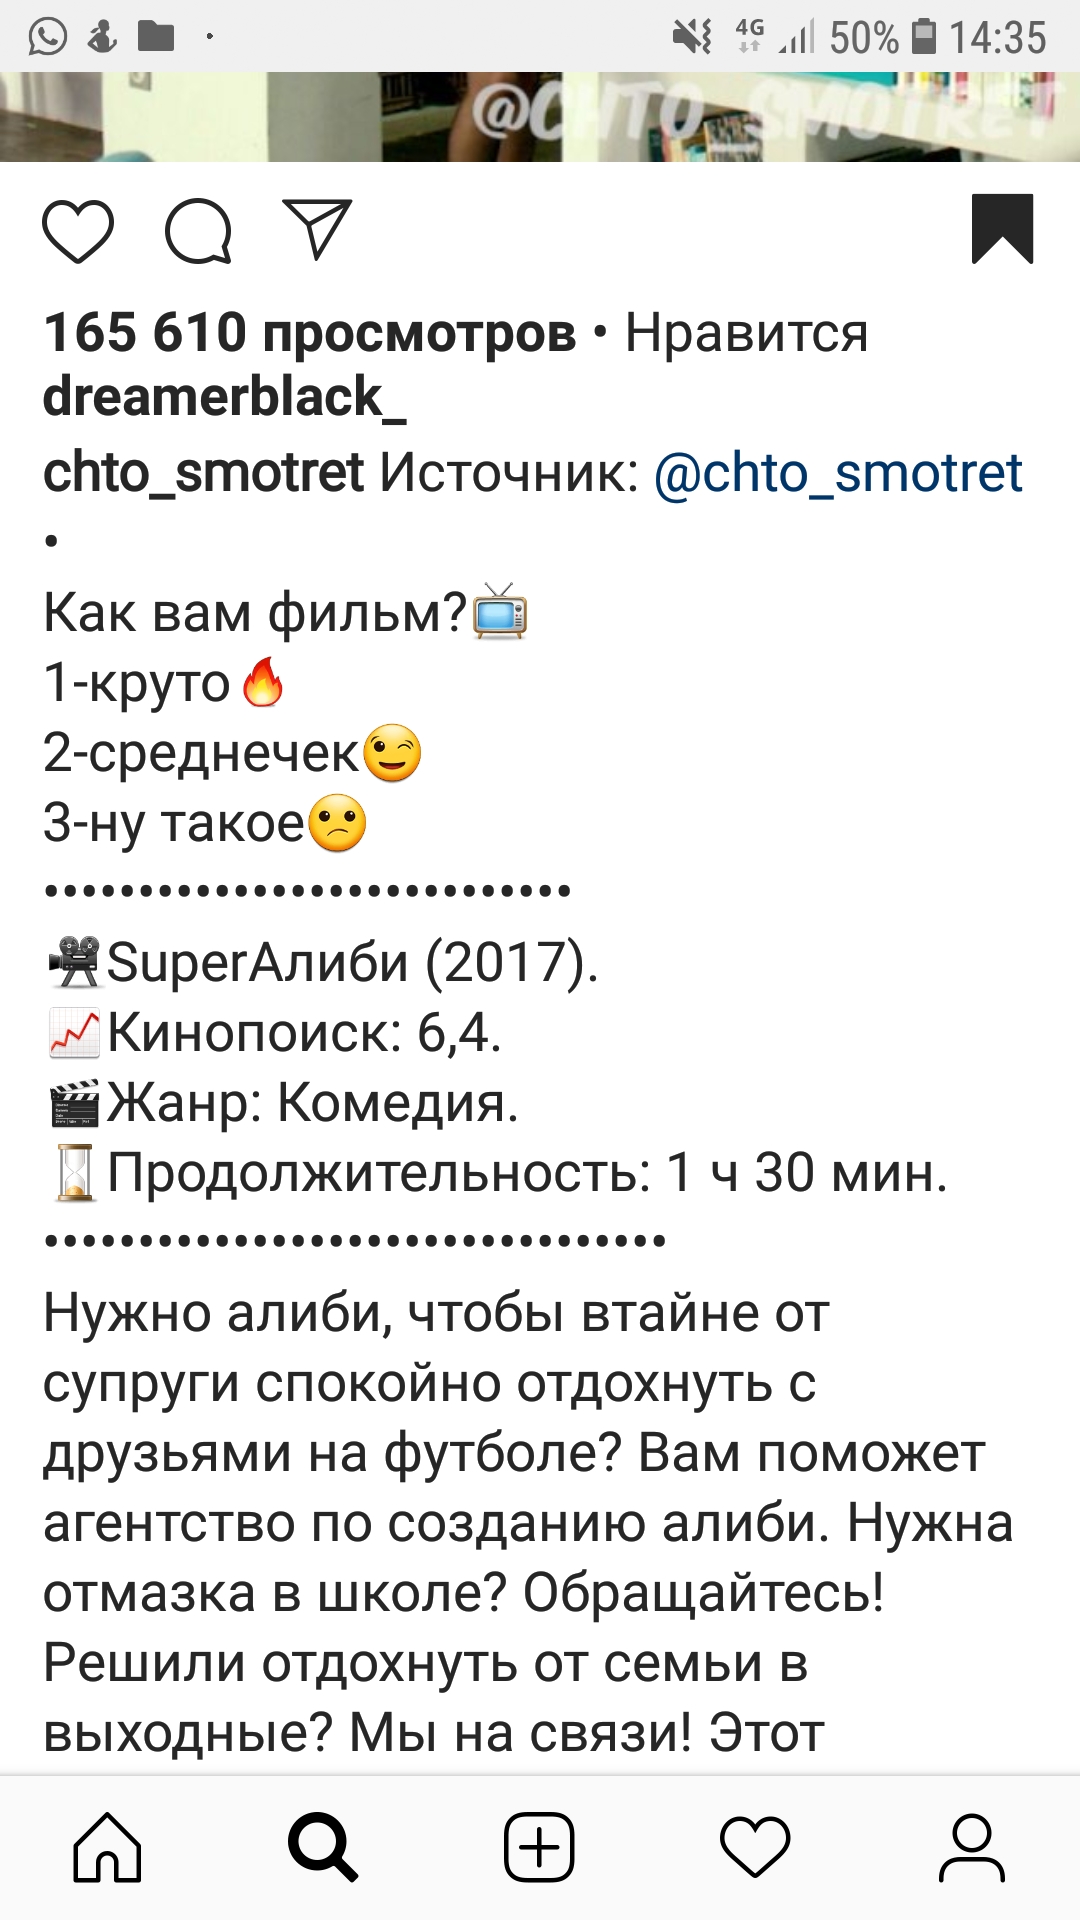 4G 50% 14:35
@CHTO_SMOTRET
165 610 просмотров • Нравится
dreamerblack_
chto_smotret Источник: @chto_smotret
•
Как вам фильм?📺
1-круто🔥
2-среднечек😉
3-ну такое😕
••••••••••••••••••••••••••••
🎥SuperАлиби (2017).
📈Кинопоиск: 6,4.
🎬Жанр: Комедия.
⏳Продолжительность: 1 ч 30 мин.
•••••••••••••••••••••••••••••••••
Нужно алиби, чтобы втайне от
супруги спокойно отдохнуть с
друзьями на футболе? Вам поможет
агентство по созданию алиби. Нужна
отмазка в школе? Обращайтесь!
Решили отдохнуть от семьи в
выходные? Мы на связи! Этот